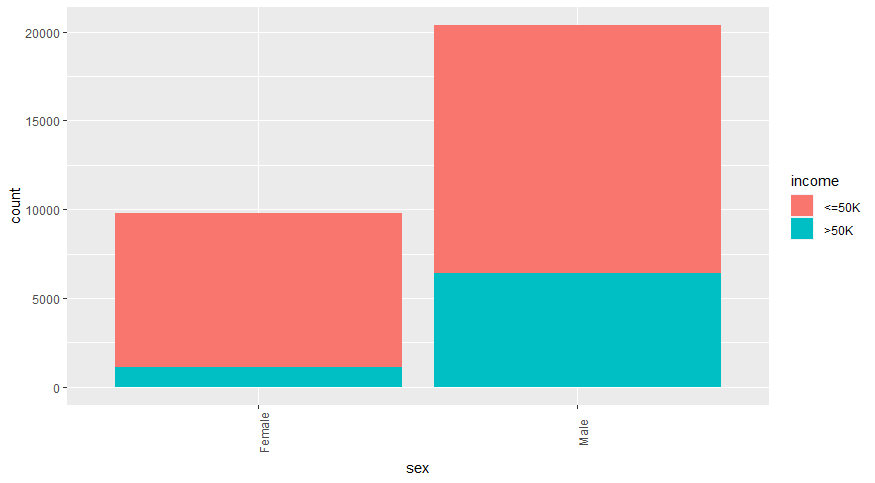 count
20000
15000
10000
5000
0
Female
Male
sex
income
<=50K
>50K